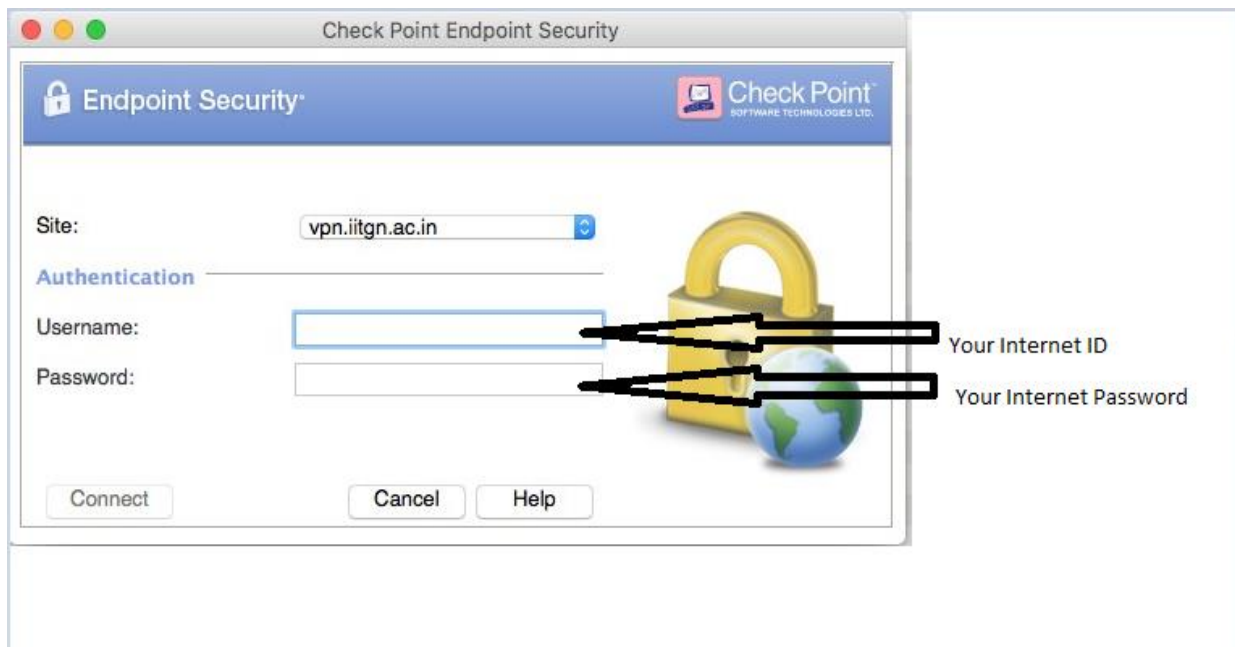 Check Point Endpoint Security
Endpoint Security
Check Point™
SOFTWARE TECHNOLOGIES LTD.
Site:
vpn.iitgn.ac.in
Authentication
Username:
Your Internet ID
Password:
Your Internet Password
Connect
Cancel
Help